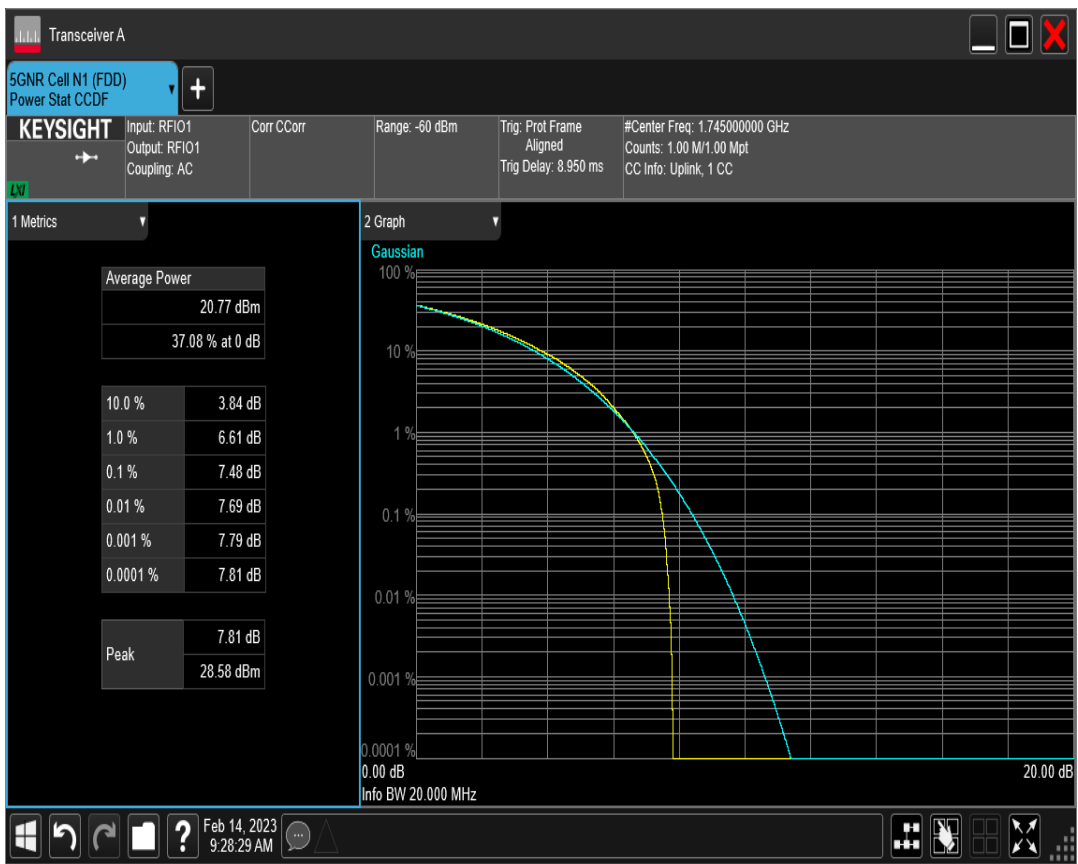 Transceiver A
5GNR Cell N1 (FDD)
Power Stat CCDF
+
KEYSIGHT
LXI
Input: RFIO1
Output: RFIO1
Coupling: AC
Corr CCorr
Range: -60 dBm
Trig: Prot Frame
Aligned
Trig Delay: 8.950 ms
#Center Freq: 1.745000000 GHz
Counts: 1.00 M/1.00 Mpt
CC Info: Uplink, 1 CC
1 Metrics
Average Power
20.77 dBm
37.08 % at 0 dB
10.0 % 3.84 dB
1.0 % 6.61 dB
0.1 % 7.48 dB
0.01 % 7.69 dB
0.001 % 7.79 dB
0.0001 % 7.81 dB
Peak
7.81 dB
28.58 dBm
2 Graph
Gaussian
100 %
10 %
1 %
0.1 %
0.01 %
0.001 %
0.0001 %
0.00 dB 20.00 dB
Info BW 20.000 MHz
?
Feb 14, 2023
9:28:29 AM